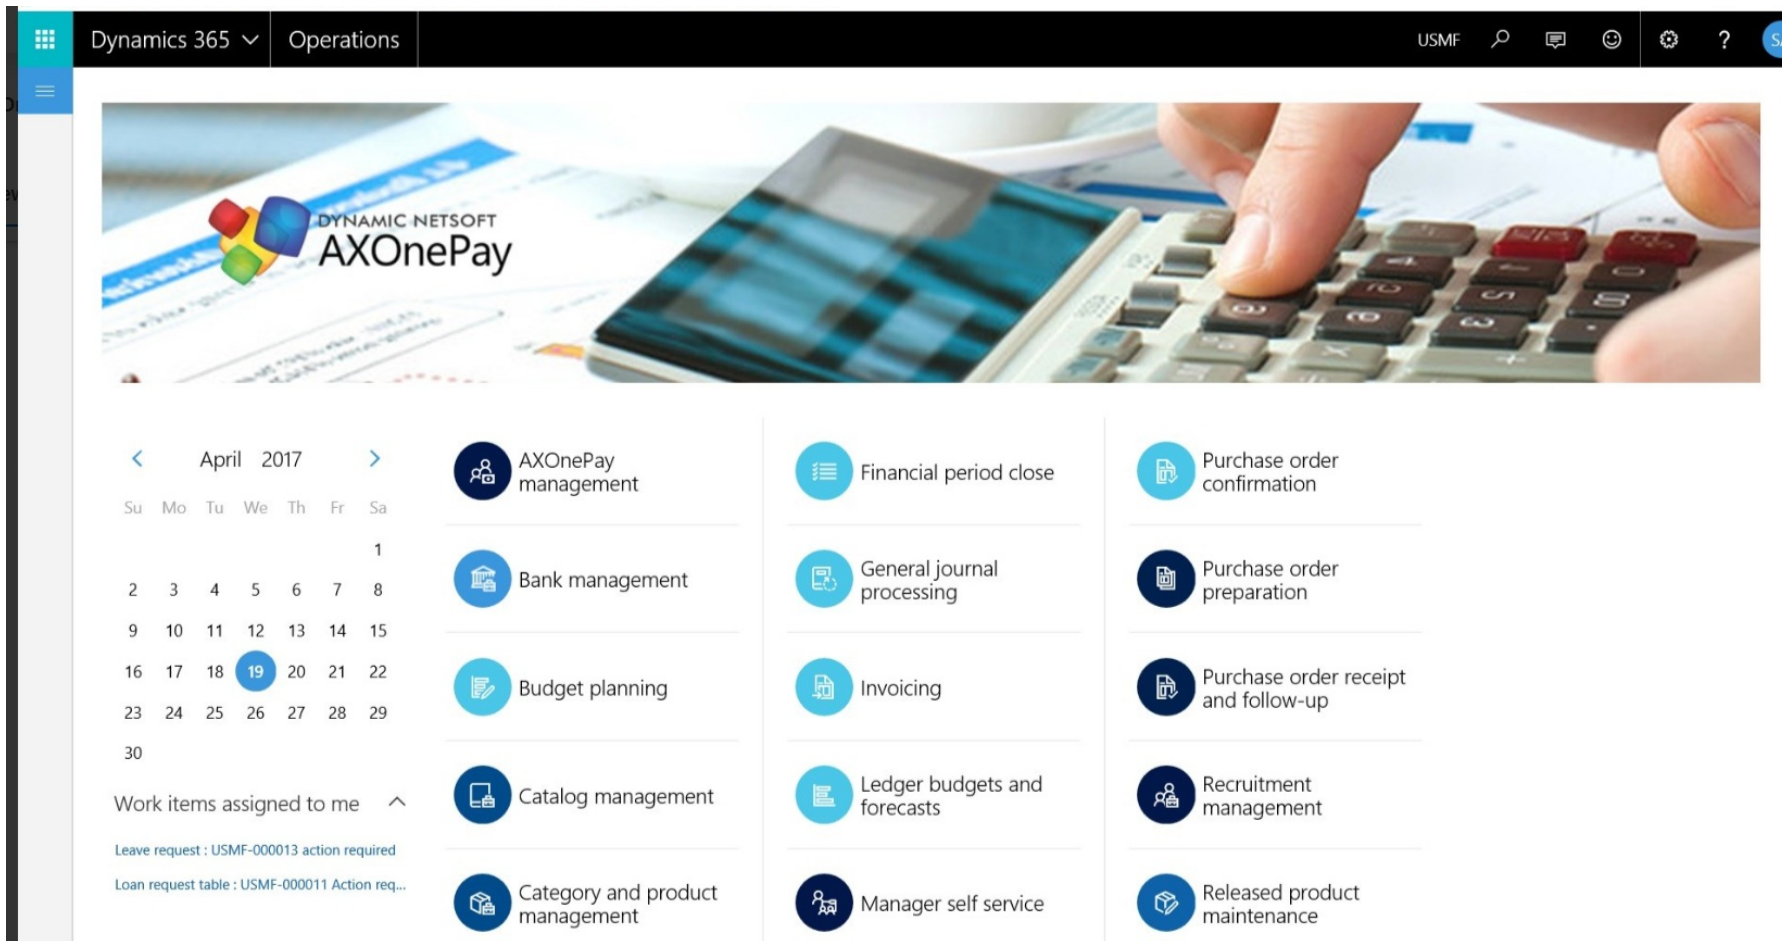 Dynamics 365
Operations
USMF
?
DYNAMIC NETSOFT
AXOnePay
April 2017
Su Mo Tu We Th Fr Sa
1
2 3 4 5 6 7 8
9 10 11 12 13 14 15
16 17 18 19 20 21 22
23 24 25 26 27 28 29
30
Work items assigned to me
Leave request : USMF-000013 action required
Loan request table : USMF-000011 Action req...
AXOnePay
management
Bank management
Budget planning
Catalog management
Category and product
management
Financial period close
General journal
processing
Invoicing
Ledger budgets and
forecasts
Manager self service
Purchase order
confirmation
Purchase order
preparation
Purchase order receipt
and follow-up
Recruitment
management
Released product
maintenance